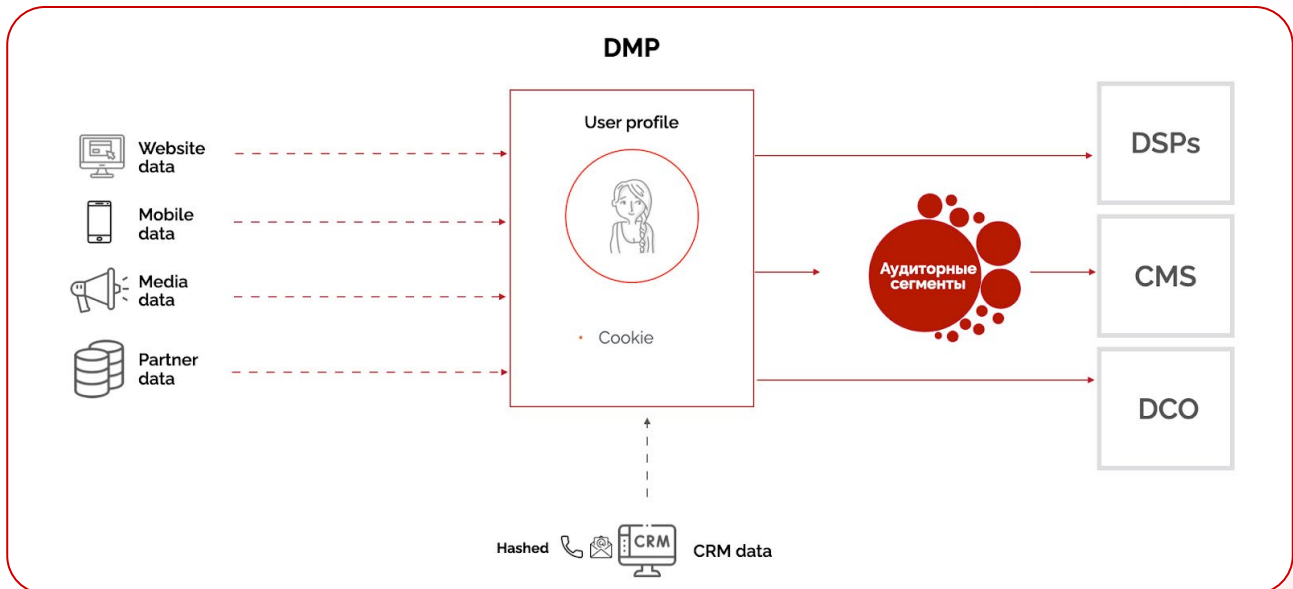 DMP
User profile
Website
data
Mobile
data
Media
data
Partner
data
Cookie
Аудиторные
сегменты
DSPs
CMS
DCO
Hashed
CRM
CRM data